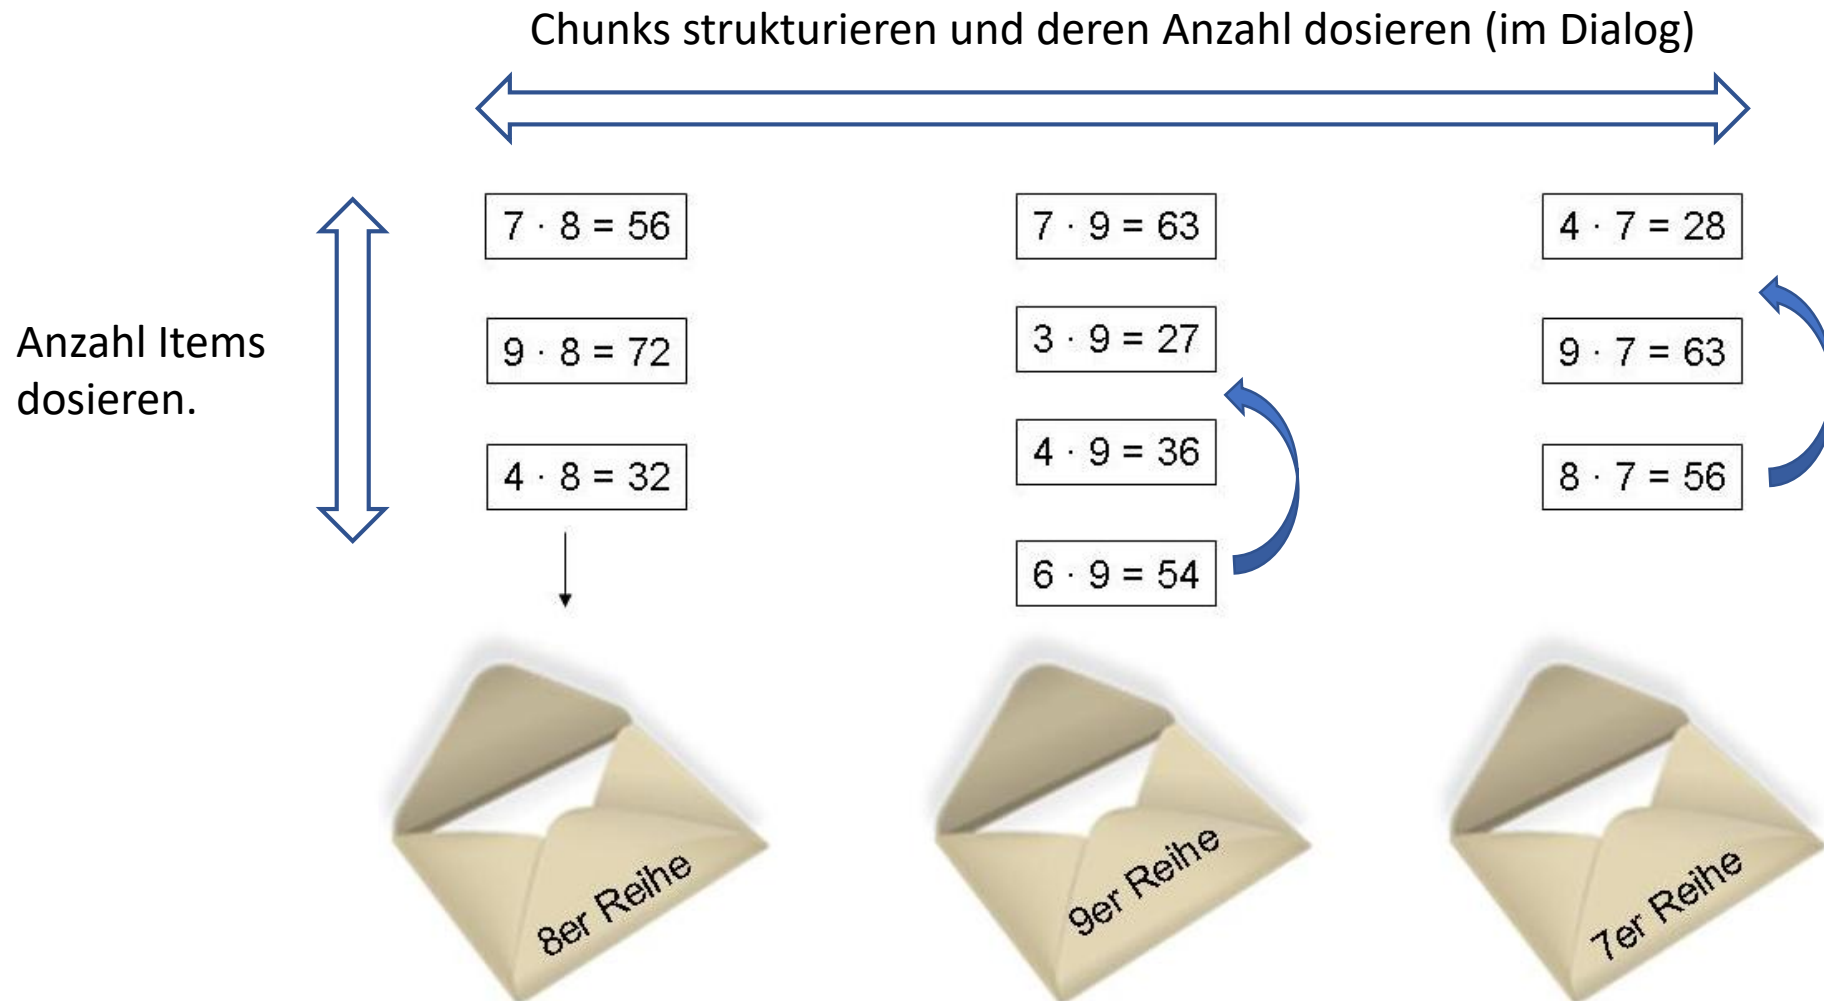 Chunks strukturieren und deren Anzahl dosieren (im Dialog)
Anzahl Items
dosieren.
7 · 8 = 56
9 · 8 = 72
4 · 8 = 32
8er Reihe
7 · 9 = 63
3 · 9 = 27
4 · 9 = 36
6 · 9 = 54
9er Reihe
4 · 7 = 28
9 · 7 = 63
8 · 7 = 56
7er Reihe